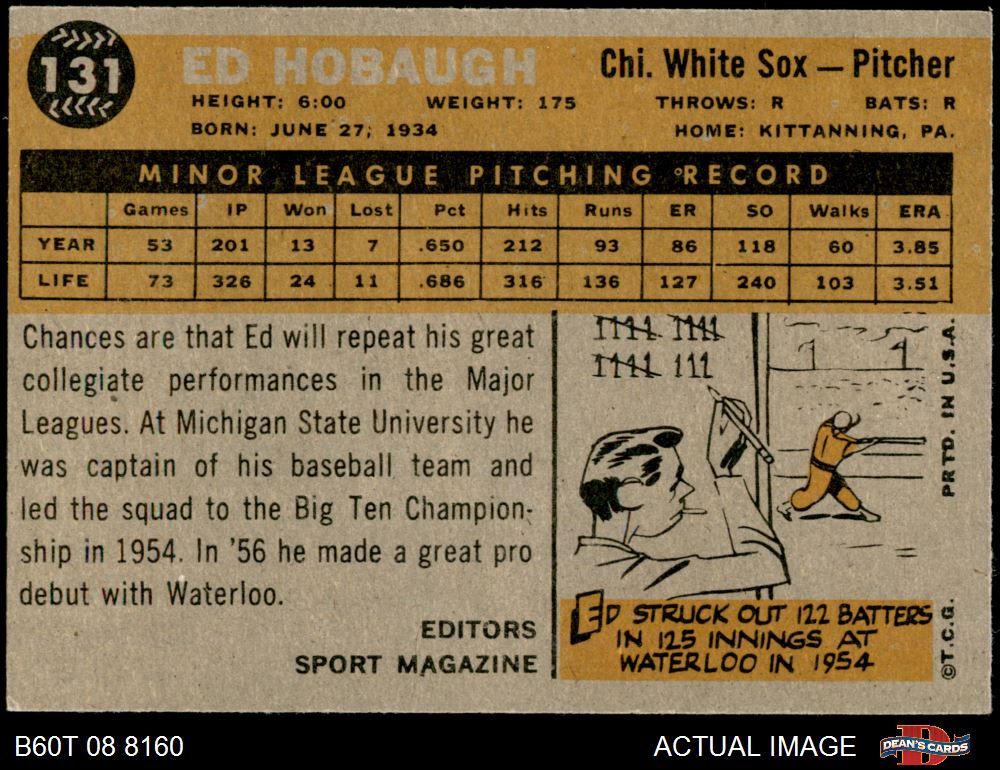 131
ED HOBAUGH
Chi. White Sox — Pitcher
HEIGHT: 6:00 WEIGHT: 175 THROWS: R BATS: R
BORN: JUNE 27, 1934 HOME: KITTANNING, PA.
MINOR LEAGUE PITCHING RECORD
Games IP Won Lost Pct Hits Runs ER SO Walks ERA
YEAR 53 201 13 7 .650 212 93 86 118 60 3.85
LIFE 73 326 24 11 .686 316 136 127 240 103 3.51
Chances are that Ed will repeat his great
collegiate performances in the Major
Leagues. At Michigan State University he
was captain of his baseball team and
led the squad to the Big Ten Champion-
ship in 1954. In '56 he made a great pro
debut with Waterloo.
EDITORS
SPORT MAGAZINE
ED STRUCK OUT 122 BATTERS
IN 125 INNINGS AT
WATERLOO IN 1954
©T.C.G. PRTD. IN U.S.A.
B60T 08 8160
ACTUAL IMAGE
DEAN'S CARDS